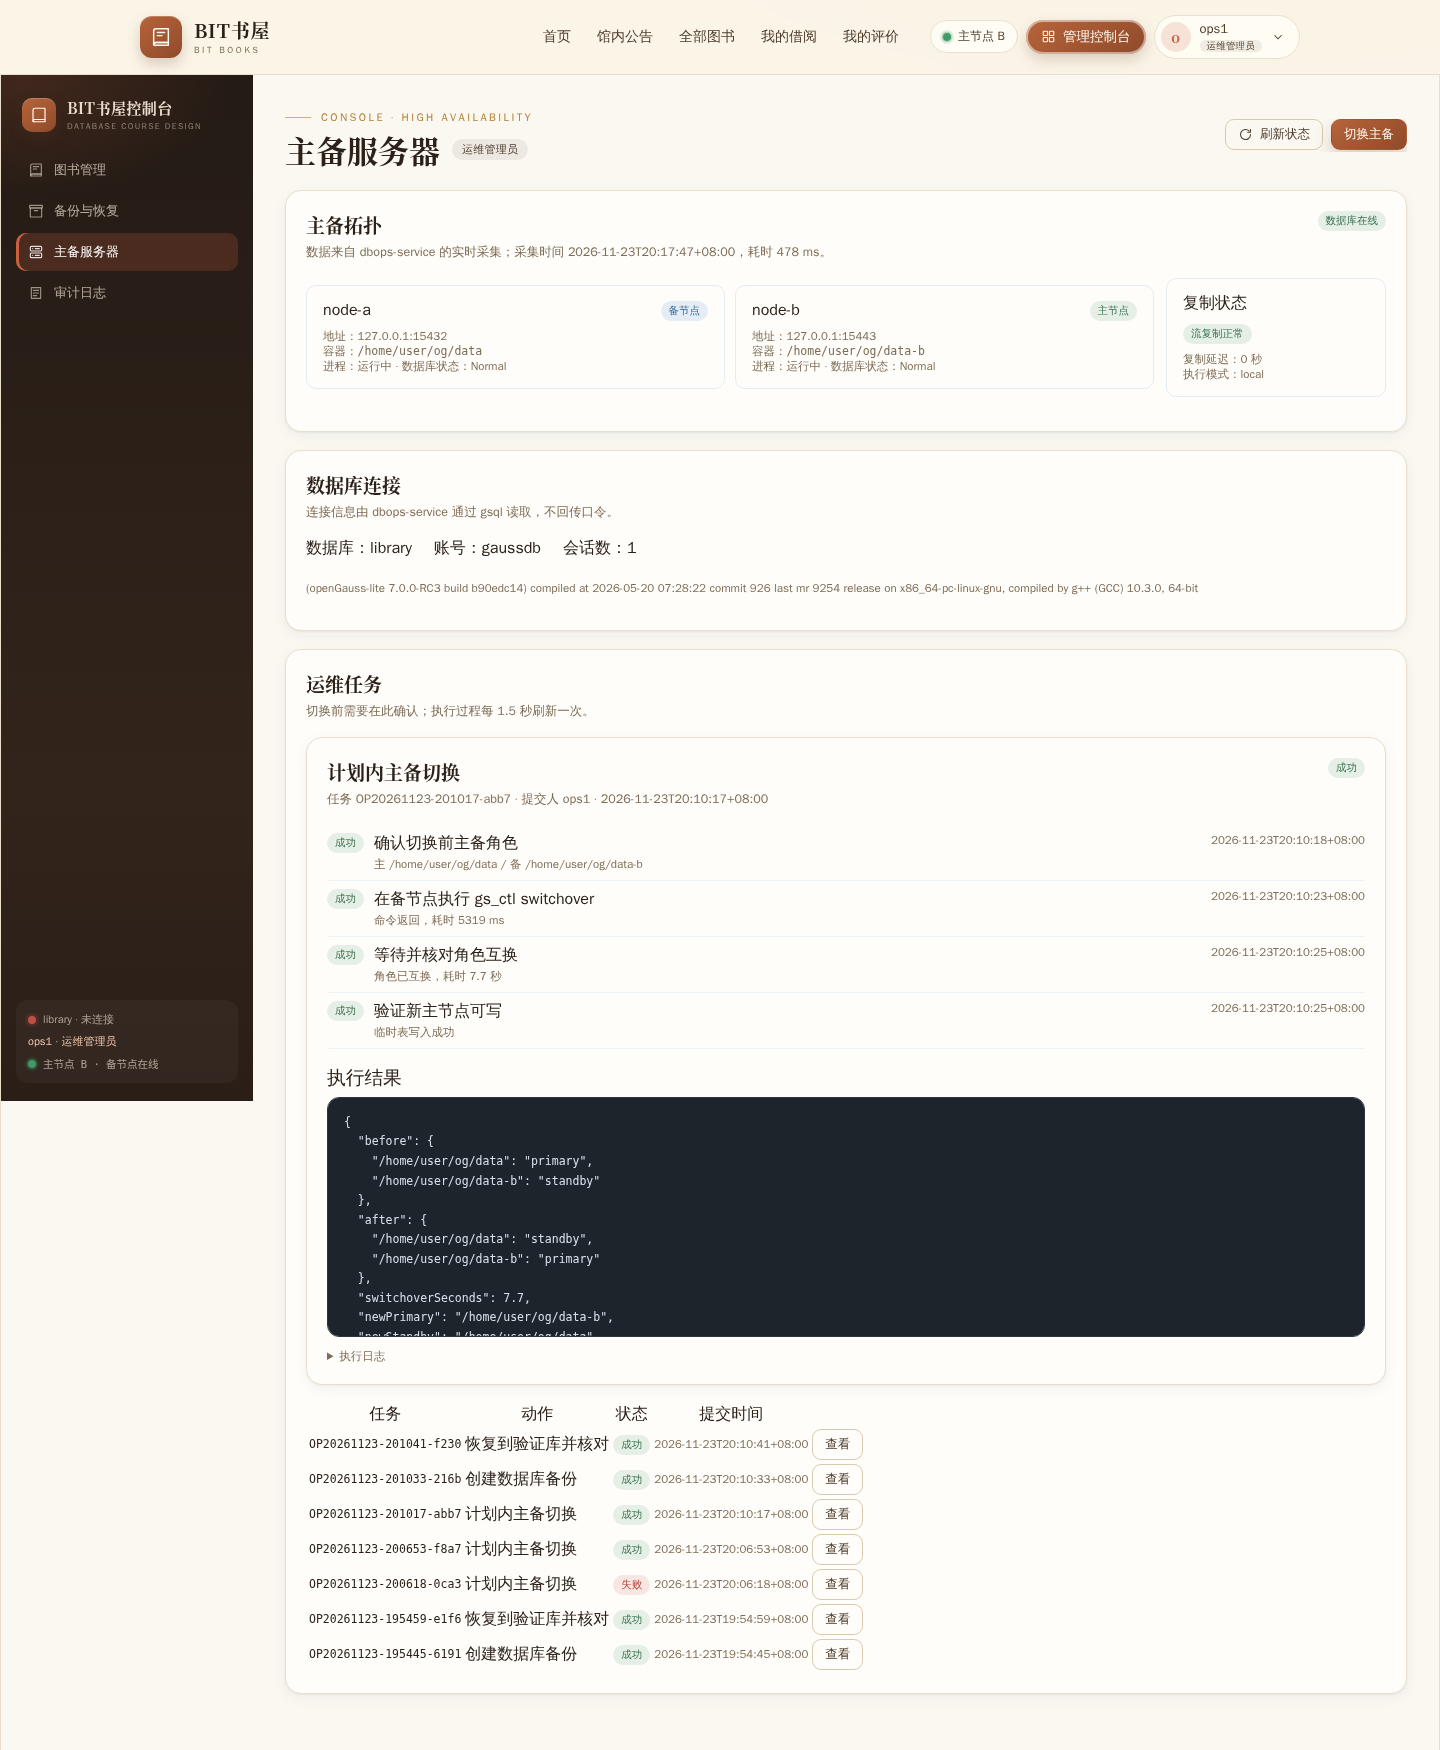 BIT书屋
BIT BOOKS
首页 馆内公告 全部图书 我的借阅 我的评价
主节点 B
管理控制台
o
ops1
运维管理员
BIT书屋控制台
DATABASE COURSE DESIGN
图书管理
备份与恢复
主备服务器
审计日志
library · 未连接
ops1 · 运维管理员
主节点 B · 备节点在线
CONSOLE · HIGH AVAILABILITY
主备服务器 运维管理员
刷新状态 切换主备
主备拓扑 数据库在线
数据来自 dbops-service 的实时采集；采集时间 2026-11-23T20:17:47+08:00，耗时 478 ms。
node-a 备节点
地址：127.0.0.1:15432
容器：/home/user/og/data
进程：运行中 · 数据库状态：Normal
node-b 主节点
地址：127.0.0.1:15443
容器：/home/user/og/data-b
进程：运行中 · 数据库状态：Normal
复制状态
流复制正常
复制延迟：0 秒
执行模式：local
数据库连接
连接信息由 dbops-service 通过 gsql 读取，不回传口令。
数据库：library 账号：gaussdb 会话数：1
(openGauss-lite 7.0.0-RC3 build b90edc14) compiled at 2026-05-20 07:28:22 commit 926 last mr 9254 release on x86_64-pc-linux-gnu, compiled by g++ (GCC) 10.3.0, 64-bit
运维任务
切换前需要在此确认；执行过程每 1.5 秒刷新一次。
计划内主备切换 成功
任务 OP20261123-201017-abb7 · 提交人 ops1 · 2026-11-23T20:10:17+08:00
成功 确认切换前主备角色 2026-11-23T20:10:18+08:00
主 /home/user/og/data / 备 /home/user/og/data-b
成功 在备节点执行 gs_ctl switchover 2026-11-23T20:10:23+08:00
命令返回，耗时 5319 ms
成功 等待并核对角色互换 2026-11-23T20:10:25+08:00
角色已互换，耗时 7.7 秒
成功 验证新主节点可写 2026-11-23T20:10:25+08:00
临时表写入成功
执行结果
{
"before": {
"/home/user/og/data": "primary",
"/home/user/og/data-b": "standby"
},
"after": {
"/home/user/og/data": "standby",
"/home/user/og/data-b": "primary"
},
"switchoverSeconds": 7.7,
"newPrimary": "/home/user/og/data-b",
"newStandby": "/home/user/og/data"
执行日志
任务 动作 状态 提交时间
OP20261123-201041-f230 恢复到验证库并核对 成功 2026-11-23T20:10:41+08:00 查看
OP20261123-201033-216b 创建数据库备份 成功 2026-11-23T20:10:33+08:00 查看
OP20261123-201017-abb7 计划内主备切换 成功 2026-11-23T20:10:17+08:00 查看
OP20261123-200653-f8a7 计划内主备切换 成功 2026-11-23T20:06:53+08:00 查看
OP20261123-200618-0ca3 计划内主备切换 失败 2026-11-23T20:06:18+08:00 查看
OP20261123-195459-e1f6 恢复到验证库并核对 成功 2026-11-23T19:54:59+08:00 查看
OP20261123-195445-6191 创建数据库备份 成功 2026-11-23T19:54:45+08:00 查看